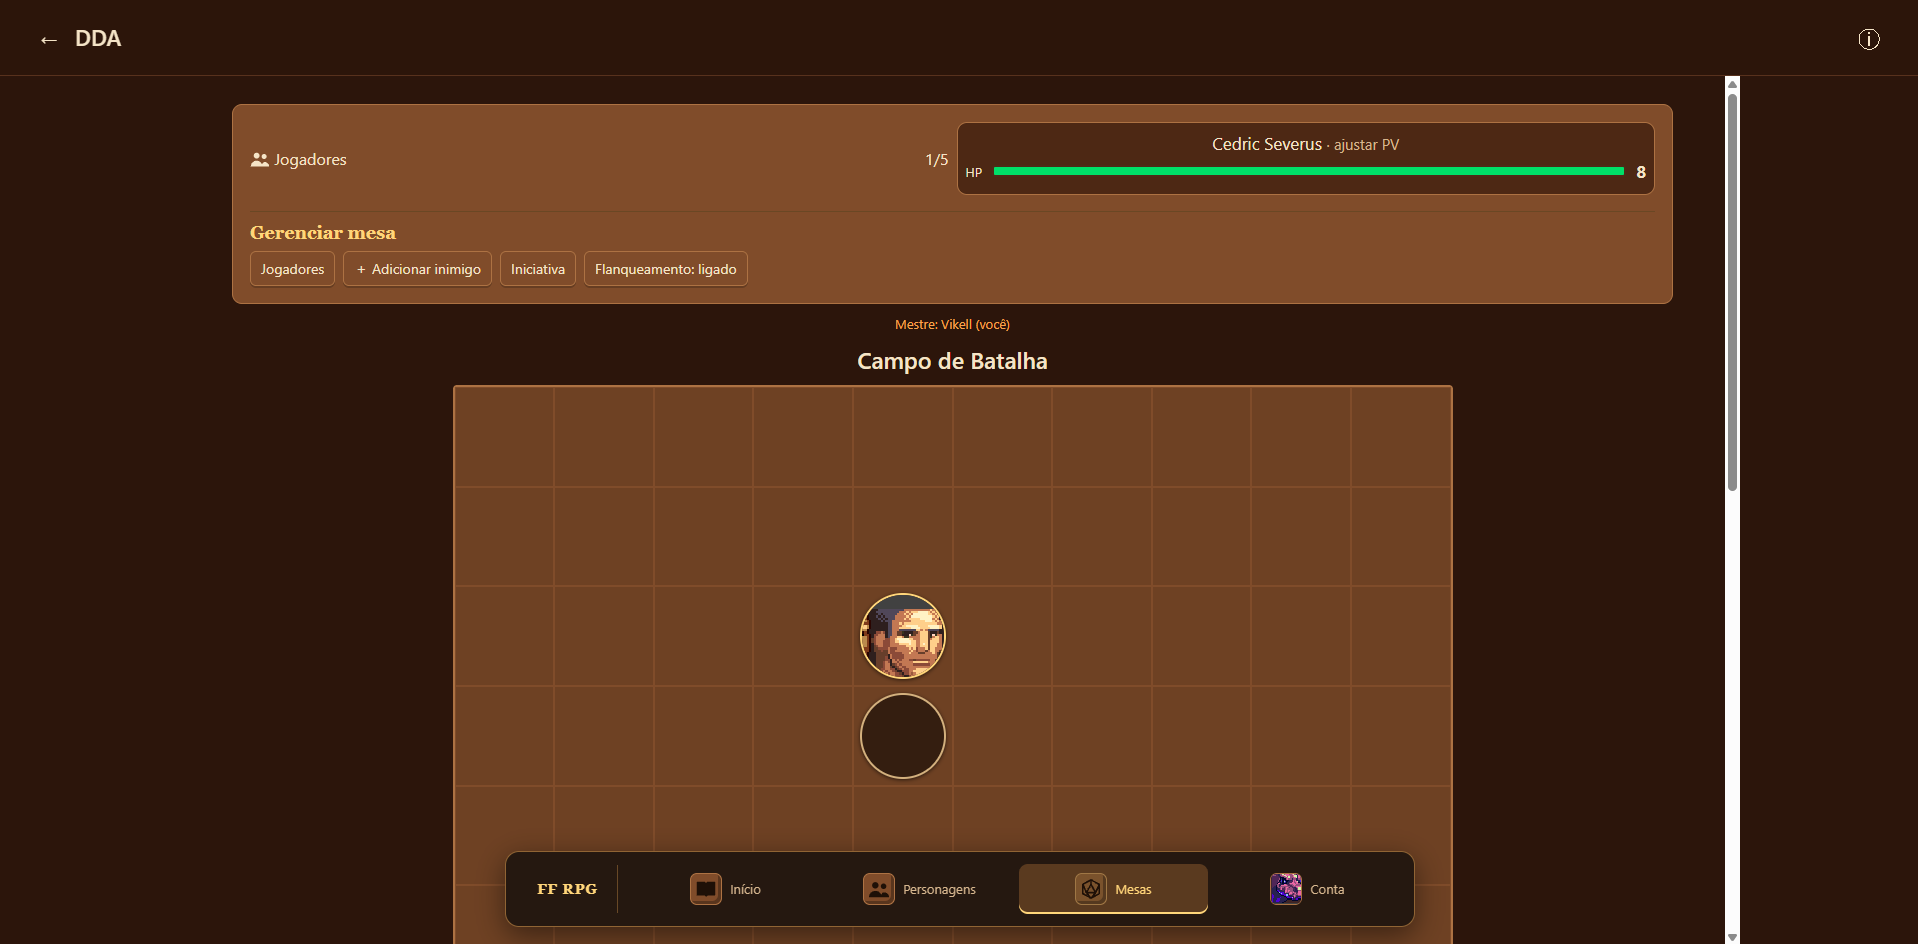 ← DDA
Jogadores
1/5
Cedric Severus · ajustar PV
HP
8
Gerenciar mesa
Jogadores
+ Adicionar inimigo
Iniciativa
Flanqueamento: ligado
Mestre: Vikell (você)
Campo de Batalha
FF RPG
Início
Personagens
Mesas
Conta